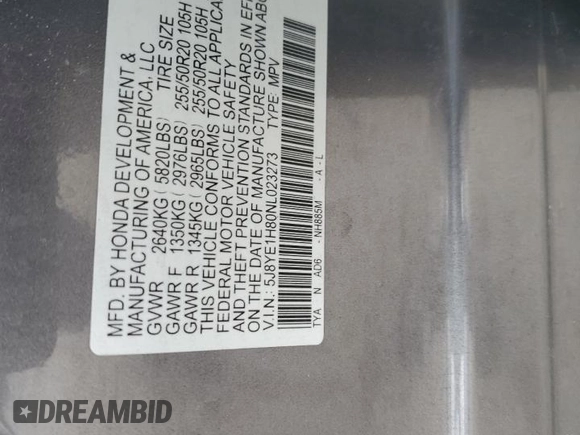 MFD. BY HONDA DEVELOPMENT &
MANUFACTURING OF AMERICA, LLC
GVWR 2640KG ( 5820LBS) TIRE SIZE
GAWR F 1350KG ( 2976LBS) 255/50R20 105H
GAWR R 1345KG ( 2965LBS) 255/50R20 105H
THIS VEHICLE CONFORMS TO ALL APPLICA
FEDERAL MOTOR VEHICLE SAFETY
AND THEFT PREVENTION STANDARDS IN EF
ON THE DATE OF MANUFACTURE SHOWN ABO
V.I.N.: 5J8YE1H80NL023273 TYPE: MPV
TYA N AD6 - NH885M - A - L
DREAMBID